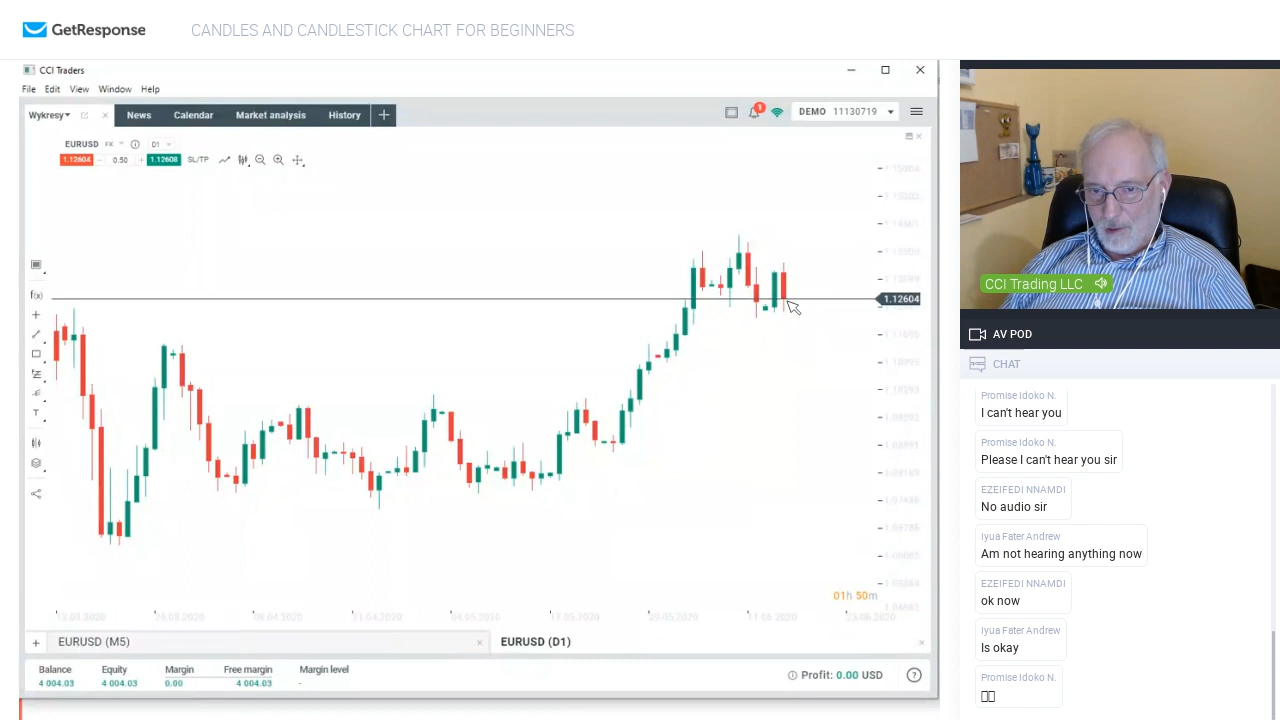 GetResponse
CANDLES AND CANDLESTICK CHART FOR BEGINNERS
CCI Traders
File Edit View Window Help
Wykresy News Calendar Market analysis History
1
DEMO 11130719
EURUSD FX D1
1.12604 0.50 1.12608 SL/TP
f(x)
T
1.12604
01h 50m
EURUSD (M5)
EURUSD (D1)
Balance Equity Margin Free margin Margin level
4 004.03 4 004.03 0.00 4 004.03 -
Profit: 0.00 USD
?
CCI Trading LLC
AV POD
CHAT
Promise Idoko N.
I can't hear you
Promise Idoko N.
Please I can't hear you sir
EZEIFEDI NNAMDI
No audio sir
Iyua Fater Andrew
Am not hearing anything now
EZEIFEDI NNAMDI
ok now
Iyua Fater Andrew
Is okay
Promise Idoko N.